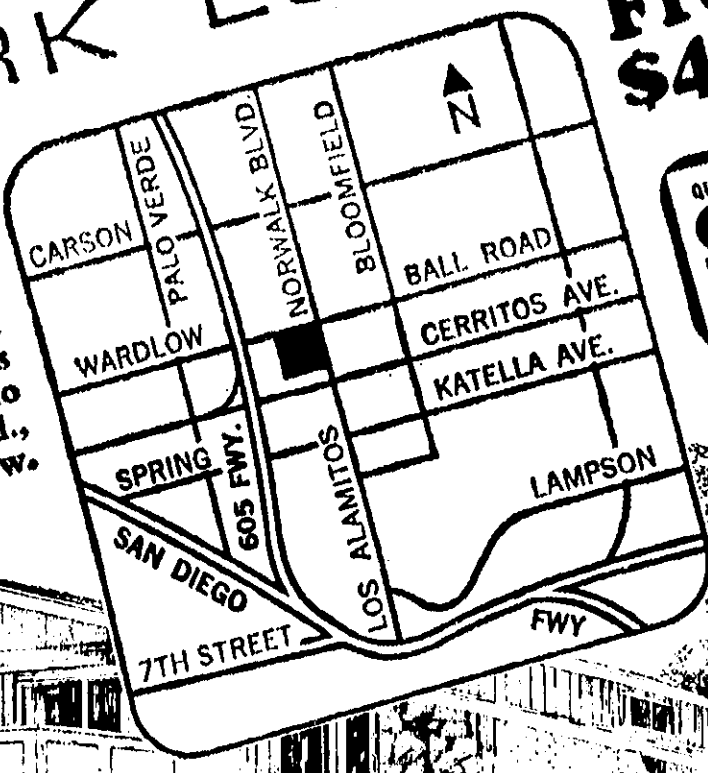 RK
$4
N
PALO VERDE
NORWALK BLVD.
BLOOMFIELD
CARSON
BALL ROAD
WARDLOW
CERRITOS AVE.
KATELLA AVE.
SPRING
605 FWY.
LOS ALAMITOS
LAMPSON
SAN DIEGO
FWY
7TH STREET